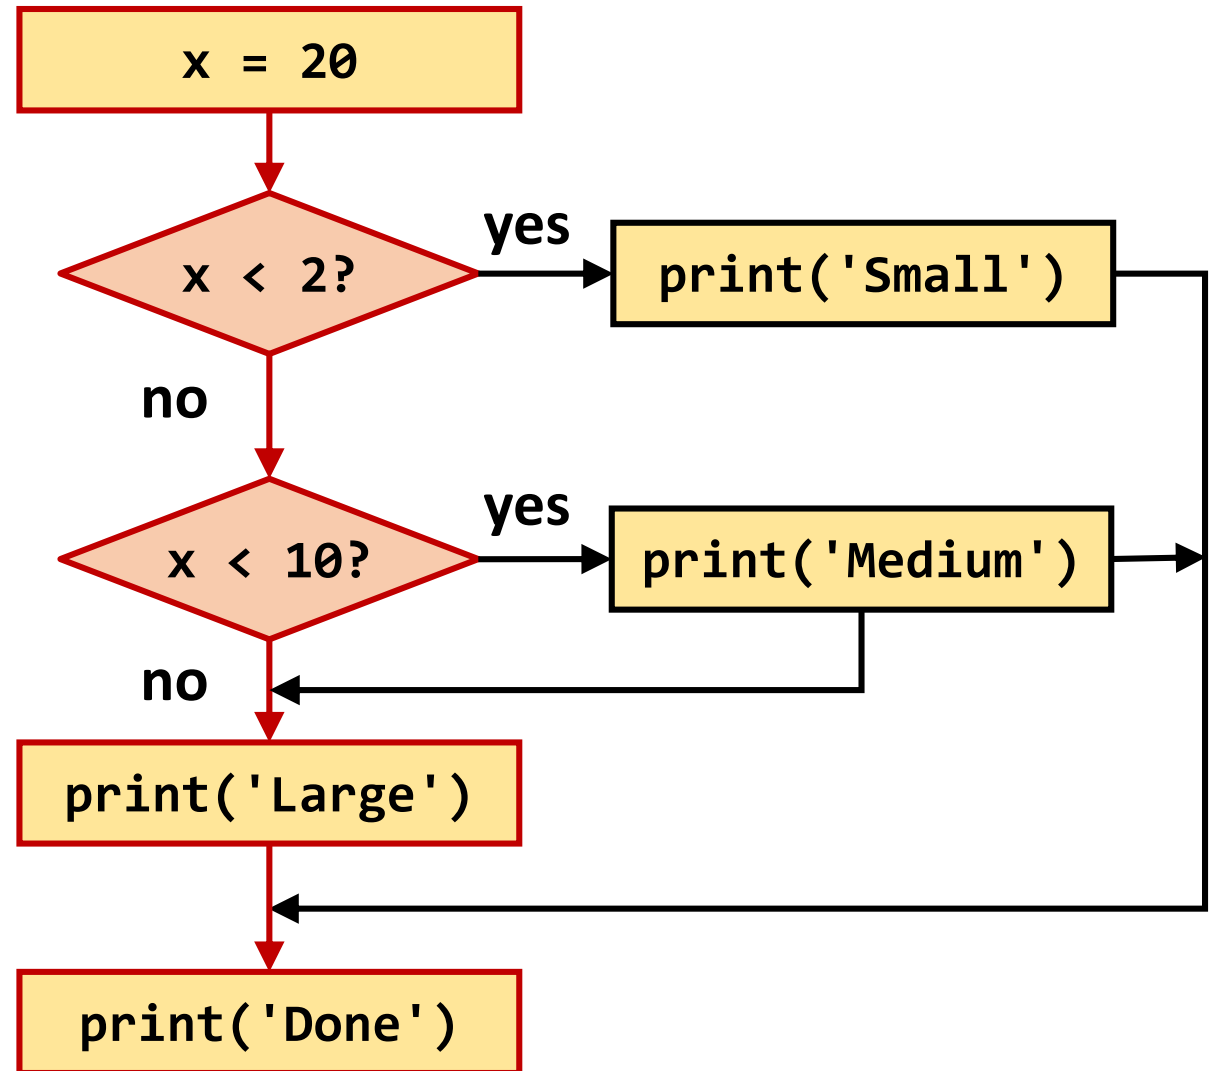 x = 20
x < 2?
yes
print('Small')
no
x < 10?
yes
print('Medium')
no
print('Large')
print('Done')